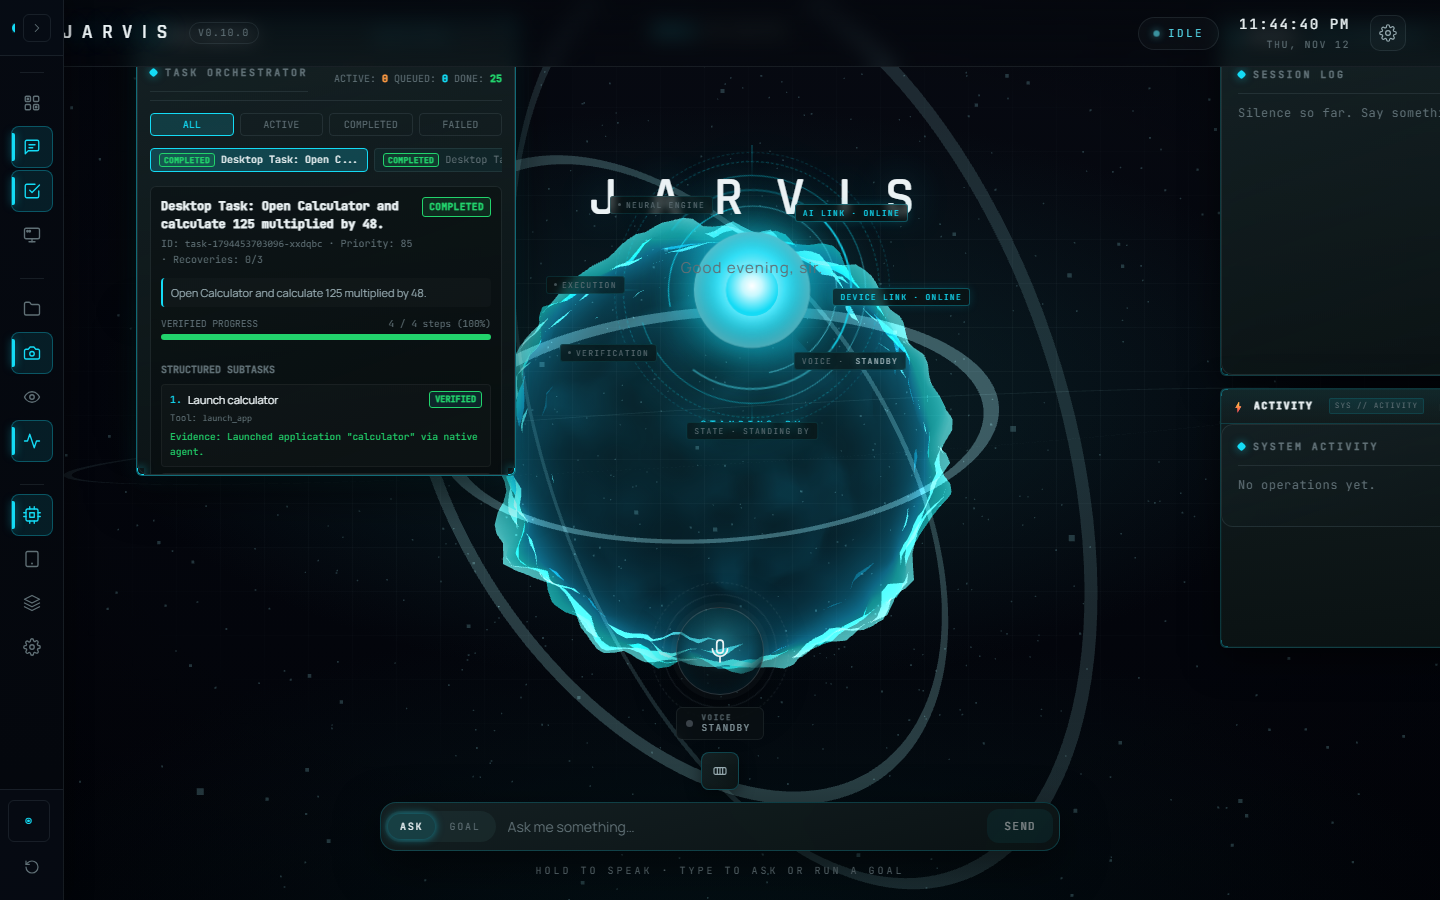 JARVIS
V0.10.0
IDLE
11:44:40 PM
THU, NOV 12
TASK ORCHESTRATOR
ACTIVE: 0 QUEUED: 0 DONE: 25
ALL
ACTIVE
COMPLETED
FAILED
COMPLETED Desktop Task: Open C...
COMPLETED Desktop
Desktop Task: Open Calculator and
calculate 125 multiplied by 48.
COMPLETED
ID: task-1794453703096-xxdqbc · Priority: 85
· Recoveries: 0/3
Open Calculator and calculate 125 multiplied by 48.
VERIFIED PROGRESS
4 / 4 steps (100%)
STRUCTURED SUBTASKS
1. Launch calculator
VERIFIED
Tool: launch_app
Evidence: Launched application "calculator" via native
agent.
JARVIS
NEURAL ENGINE
AI LINK · ONLINE
Good evening,
EXECUTION
DEVICE LINK · ONLINE
VERIFICATION
VOICE · STANDBY
STATE · STANDING BY
VOICE
STANDBY
ASK
GOAL
Ask me something...
SEND
HOLD TO SPEAK · TYPE TO ASK OR RUN A GOAL
SESSION LOG
Silence so far. Say
ACTIVITY
SYS // ACTIVITY
SYSTEM ACTIVITY
No operations yet.